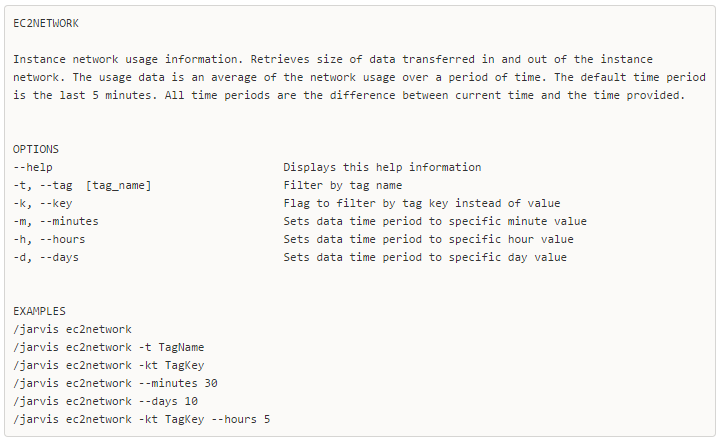 EC2NETWORK
Instance network usage information. Retrieves size of data transferred in and out of the instance
network. The usage data is an average of the network usage over a period of time. The default time period
is the last 5 minutes. All time periods are the difference between current time and the time provided.
OPTIONS
--help Displays this help information
-t, --tag [tag_name] Filter by tag name
-k, --key Flag to filter by tag key instead of value
-m, --minutes Sets data time period to specific minute value
-h, --hours Sets data time period to specific hour value
-d, --days Sets data time period to specific day value
EXAMPLES
/jarvis ec2network
/jarvis ec2network -t TagName
/jarvis ec2network -kt TagKey
/jarvis ec2network --minutes 30
/jarvis ec2network --days 10
/jarvis ec2network -kt TagKey --hours 5